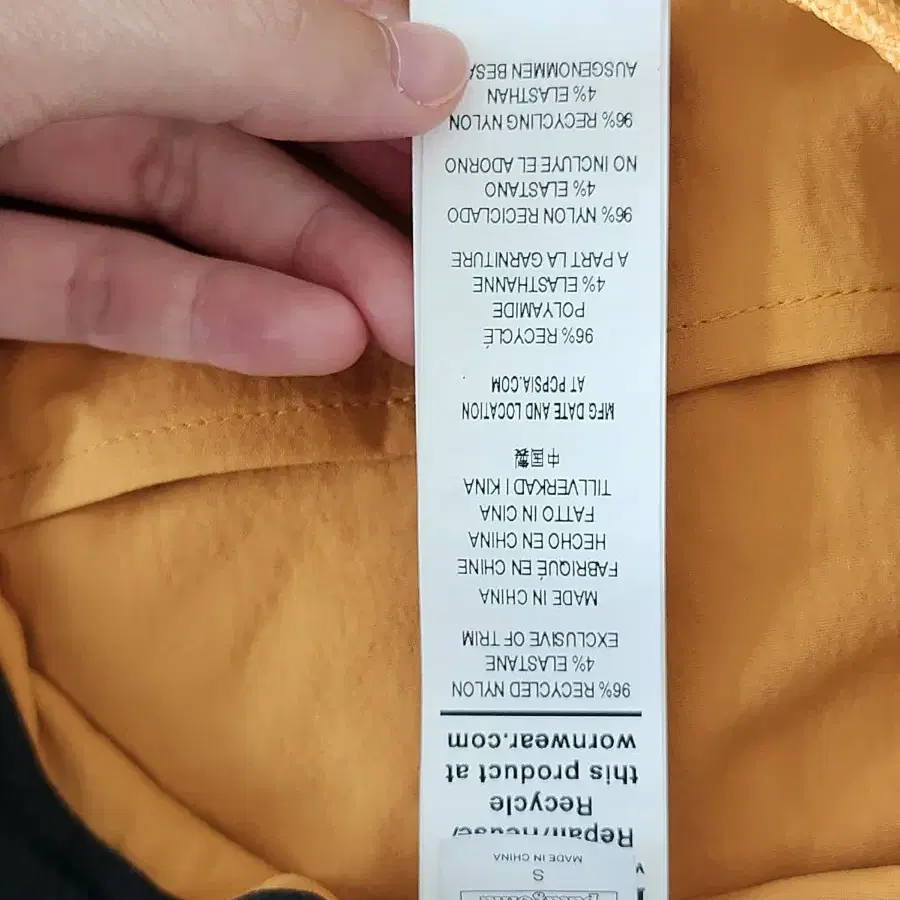 patagonia
S
MADE IN CHINA
Repair/Reuse/
Recycle
this product at
wornwear.com
96% RECYCLED NYLON
4% ELASTANE
EXCLUSIVE OF TRIM
MADE IN CHINA
FABRIQUÉ EN CHINE
HECHO EN CHINA
FATTO IN CINA
TILLVERKAD I KINA
中国製
MFG DATE AND LOCATION
AT PCPSIA.COM
96% RECYCLÉ
POLYAMIDE
4% ELASTHANNE
A PART LA GARNITURE
96% NYLON RECICLADO
4% ELASTANO
NO INCLUYE EL ADORNO
96% RECYCLING NYLON
4% ELASTHAN
AUSGENOMMEN